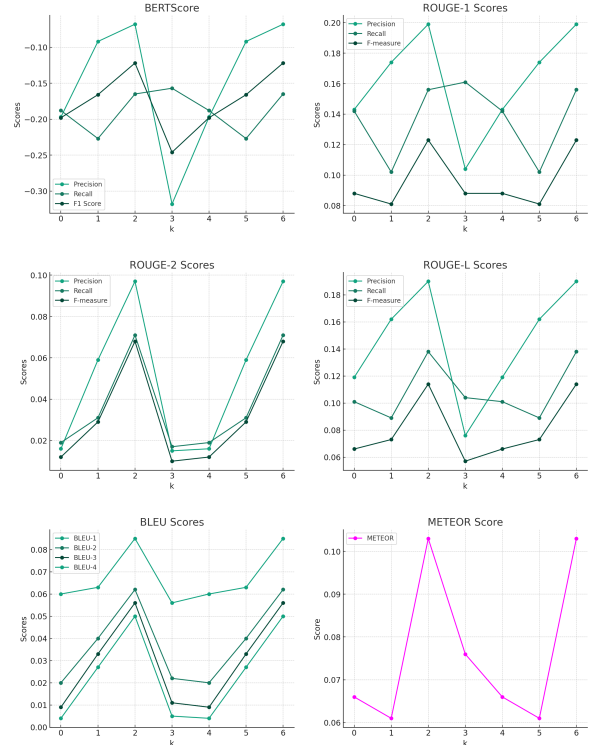 BERTScore
Scores
−0.10
−0.15
−0.20
−0.25
−0.30
Precision
Recall
F1 Score
0 1 2 3 4 5 6
k
ROUGE-1 Scores
Scores
0.20
0.18
0.16
0.14
0.12
0.10
0.08
Precision
Recall
F-measure
0 1 2 3 4 5 6
k
ROUGE-2 Scores
Scores
0.10
0.08
0.06
0.04
0.02
Precision
Recall
F-measure
0 1 2 3 4 5 6
k
ROUGE-L Scores
Scores
0.18
0.16
0.14
0.12
0.10
0.08
0.06
Precision
Recall
F-measure
0 1 2 3 4 5 6
k
BLEU Scores
Scores
0.08
0.07
0.06
0.05
0.04
0.03
0.02
0.01
0.00
BLEU-1
BLEU-2
BLEU-3
BLEU-4
0 1 2 3 4 5 6
k
METEOR Score
Score
0.10
0.09
0.08
0.07
0.06
METEOR
0 1 2 3 4 5 6
k